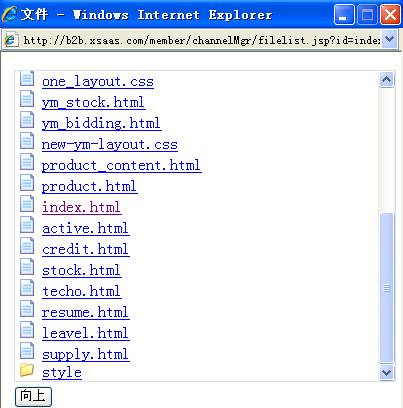 文件 - Windows Internet Explorer
http://b2b.xsaas.com/member/channelMgr/filelist.jsp?id=index
one_layout.css
ym_stock.html
ym_bidding.html
new-ym-layout.css
product_content.html
product.html
index.html
active.html
credit.html
stock.html
techo.html
resume.html
leavel.html
supply.html
style
向上